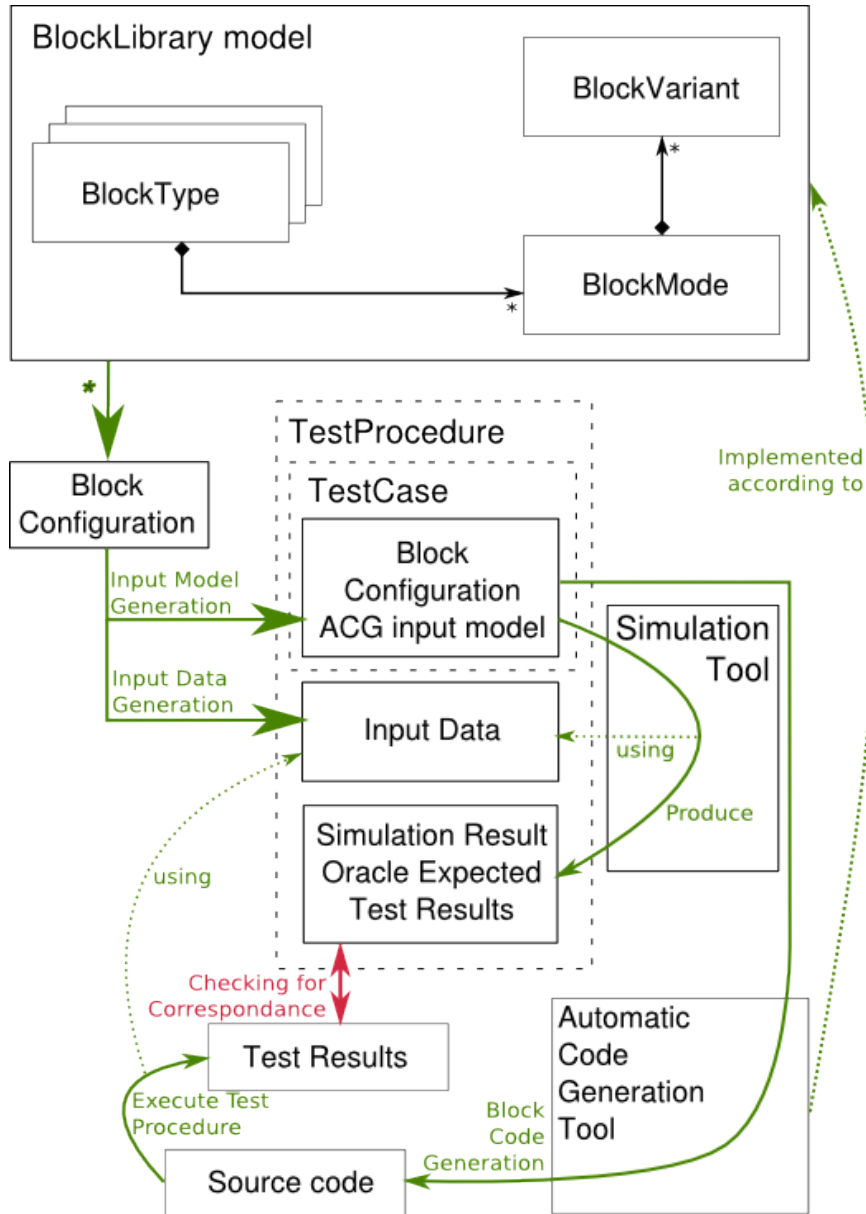 BlockLibrary model
BlockVariant
*
BlockType
BlockMode
*
*
Block
Configuration
TestProcedure
TestCase
Implemented
according to
Input Model
Generation
Block
Configuration
ACG input model
Simulation
Tool
Input Data
Generation
Input Data
using
Produce
Simulation Result
Oracle Expected
Test Results
using
Checking for
Correspondance
Test Results
Automatic
Code
Generation
Tool
Execute Test
Procedure
Block
Code
Generation
Source code